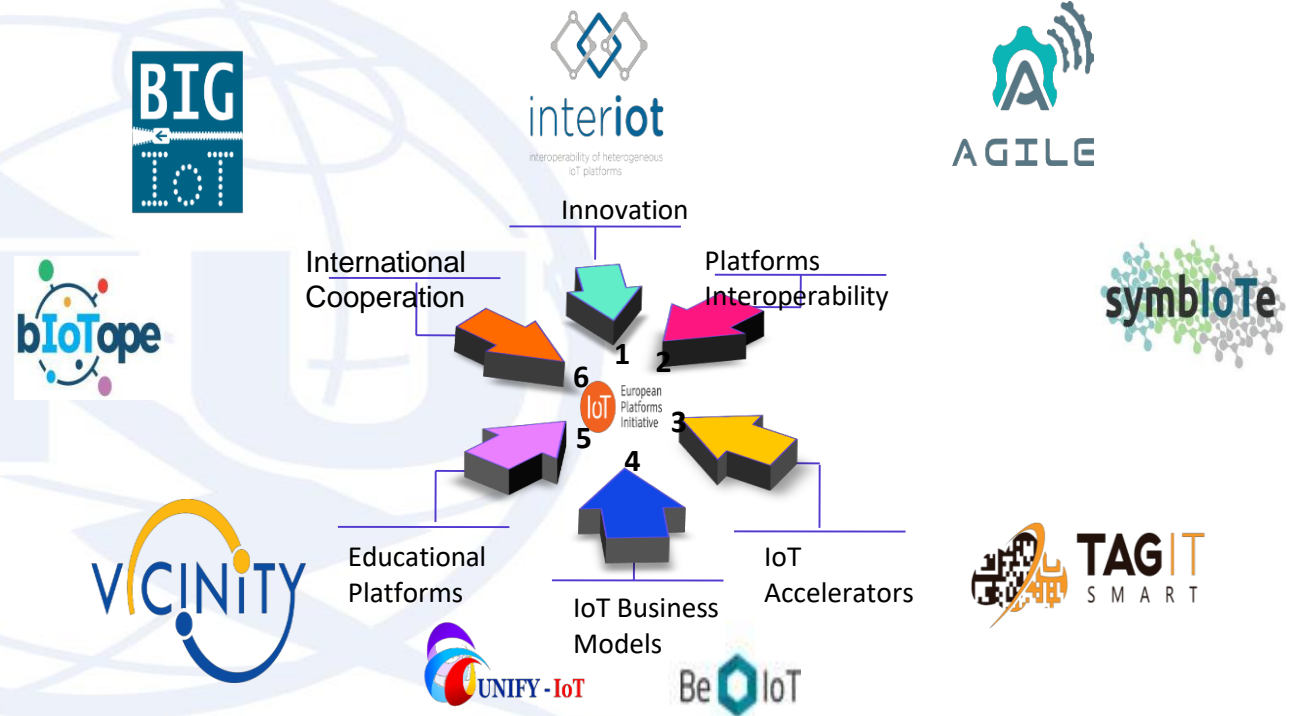 BIG
IoT
interiot
interoperability of heterogeneous
IoT platforms
AGILE
Innovation
International
Cooperation
Platforms
Interoperability
bIoTope
symbIoTe
1
2
6
IoT
European
Platforms
Initiative
3
5
4
VICINITY
Educational
Platforms
IoT Business
Models
IoT
Accelerators
TAGIT
SMART
UNIFY - IoT
Be IoT